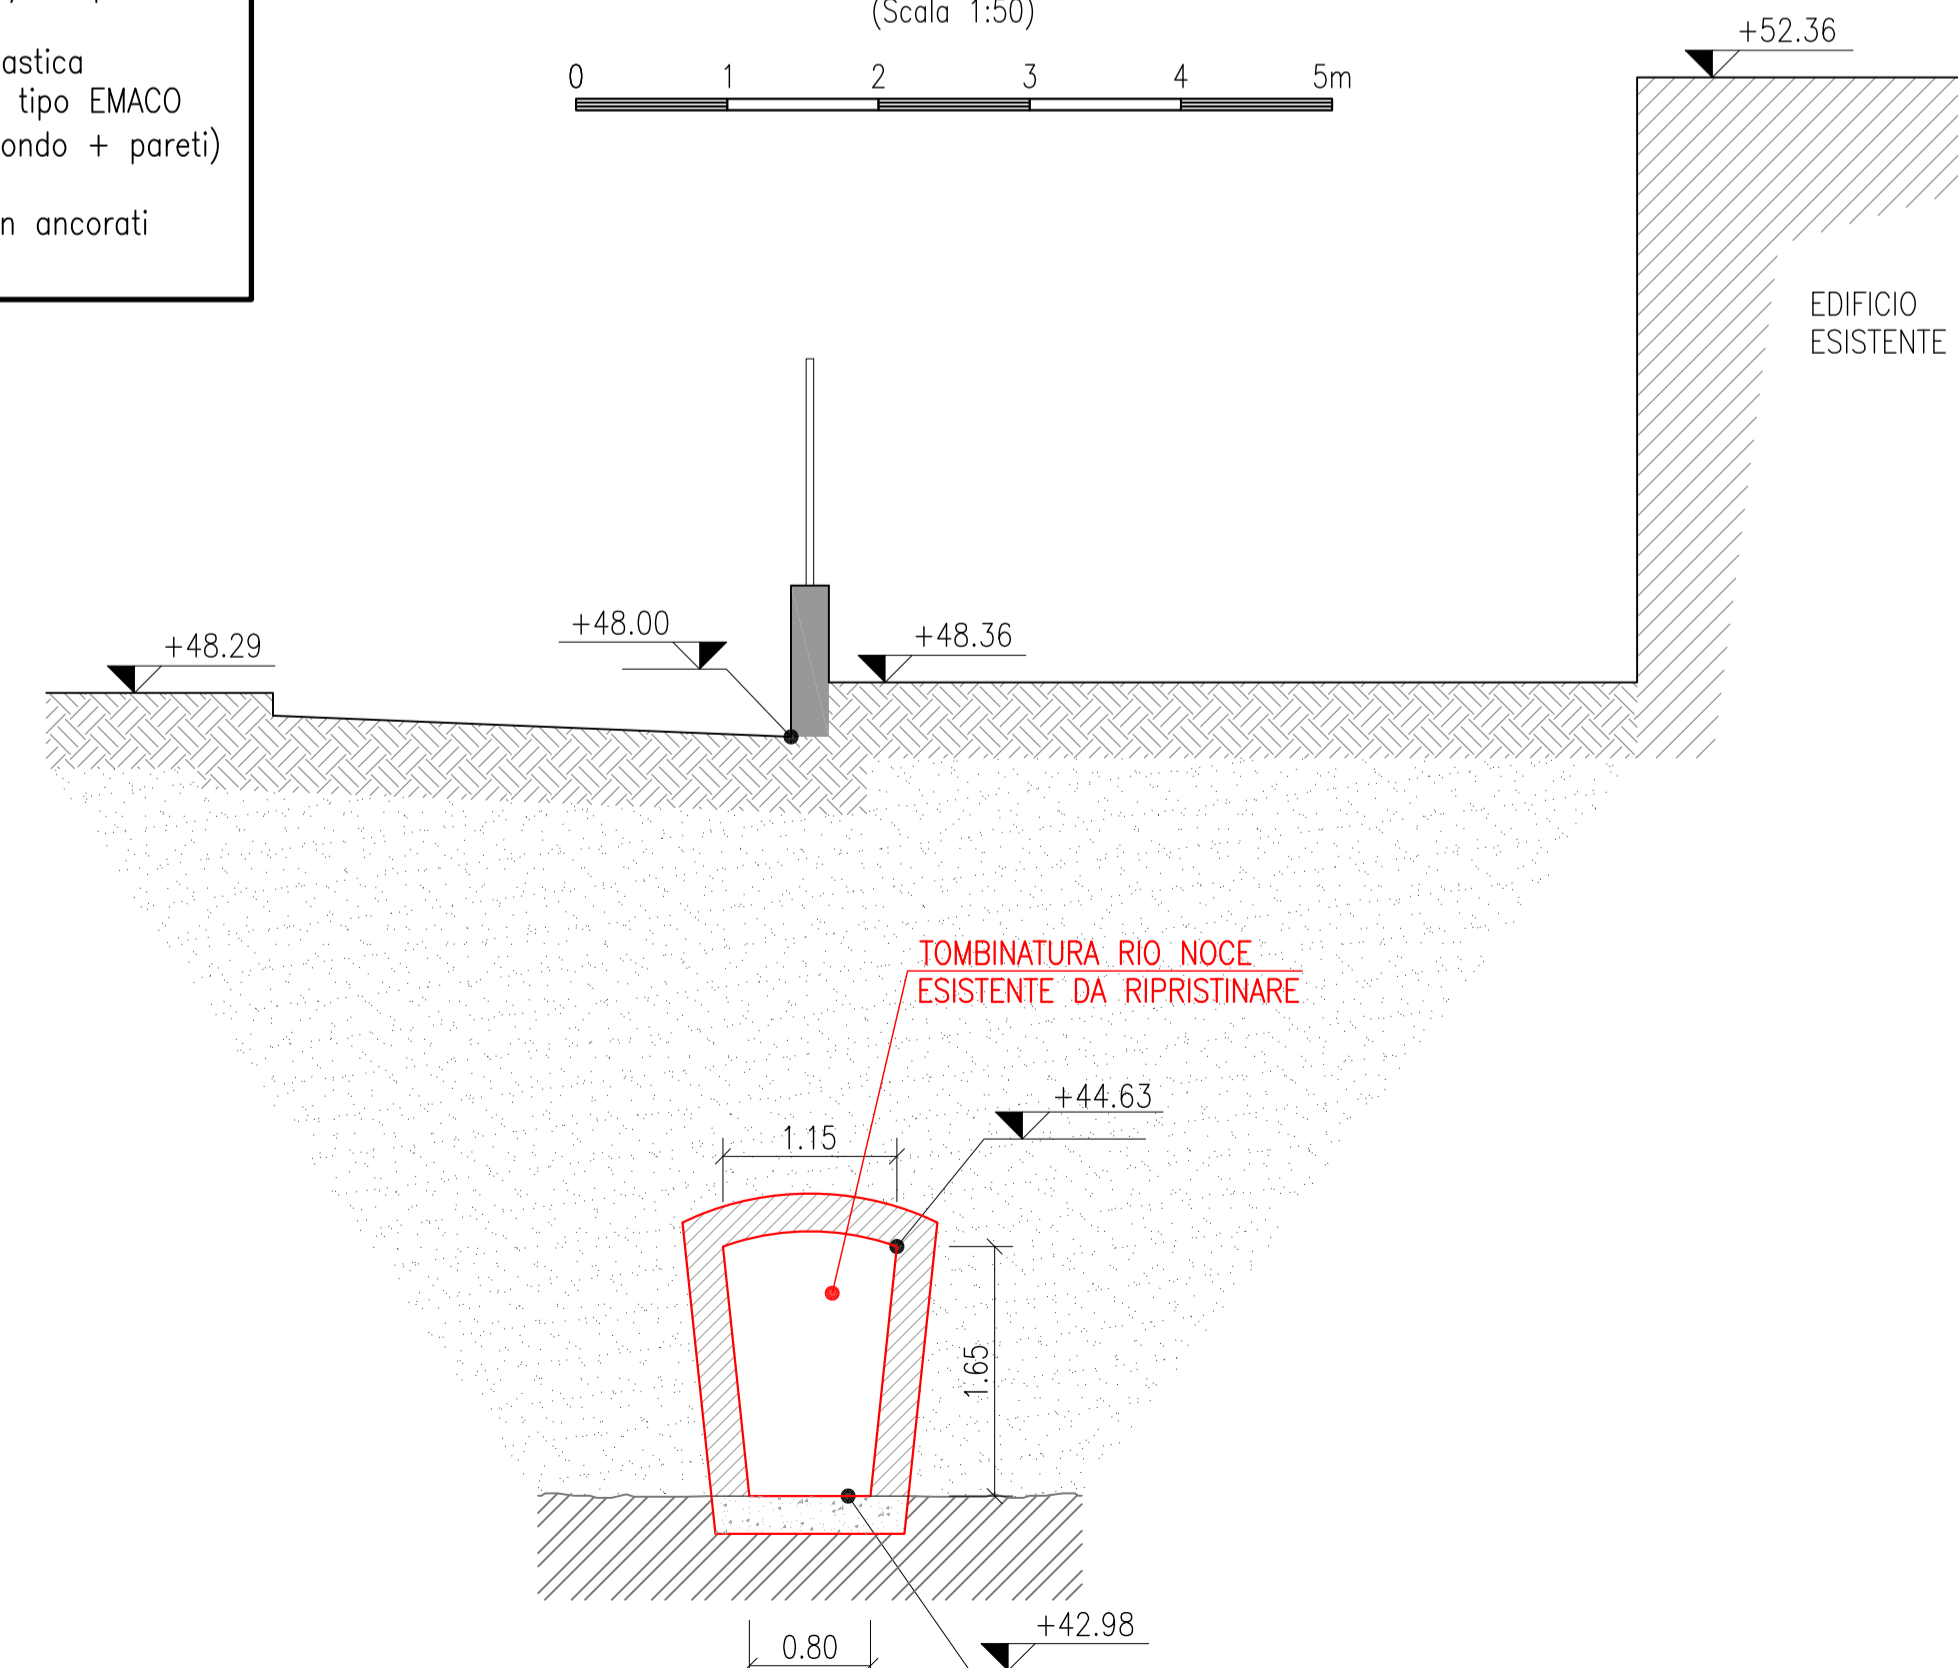 (Scala 1:50)
0 1 2 3 4 5m
+52.36
astica
tipo EMACO
ondo + pareti)
n ancorati
EDIFICIO
ESISTENTE
+48.29
+48.00
+48.36
TOMBINATURA RIO NOCE
ESISTENTE DA RIPRISTINARE
+44.63
1.15
1.65
+42.98
0.80